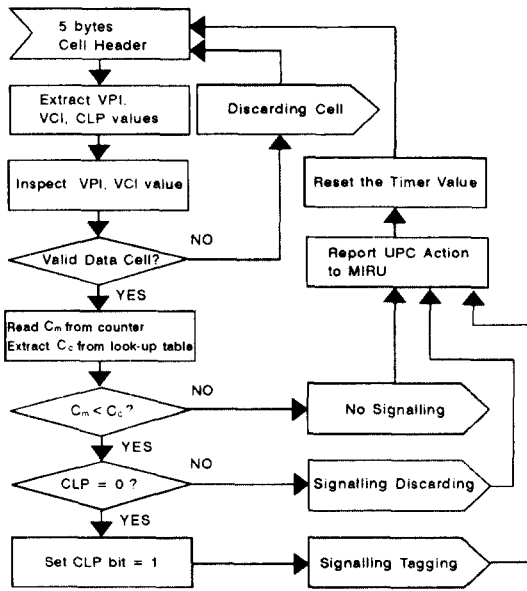 5 bytes
Cell Header
Extract VPI,
VCI, CLP values
Discarding Cell
Inspect VPI, VCI value
Reset the Timer Value
Valid Data Cell?
NO
Report UPC Action
to MIRU
YES
Read Cm from counter
Extract Cc from look-up table
Cm < Cc ?
NO
No Signalling
YES
CLP = 0 ?
NO
Signalling Discarding
YES
Set CLP bit = 1
Signalling Tagging